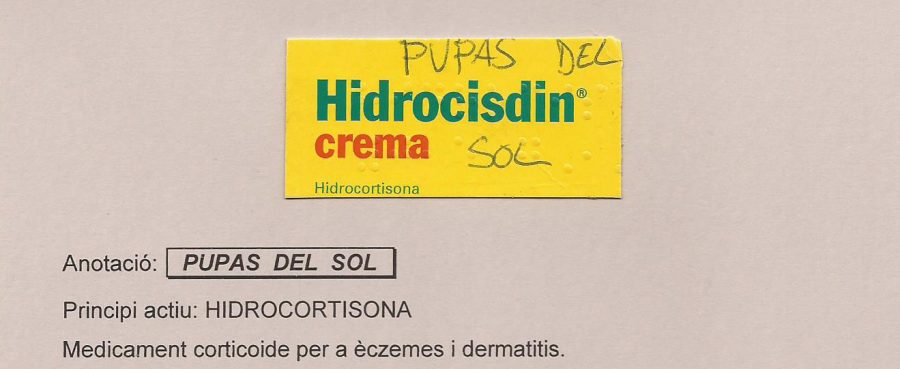 PUPAS DEL
Hidrocisdin®
crema SOL
Hidrocortisona
Anotació: PUPAS DEL SOL
Principi actiu: HIDROCORTISONA
Medicament corticoide per a èczemes i dermatitis.